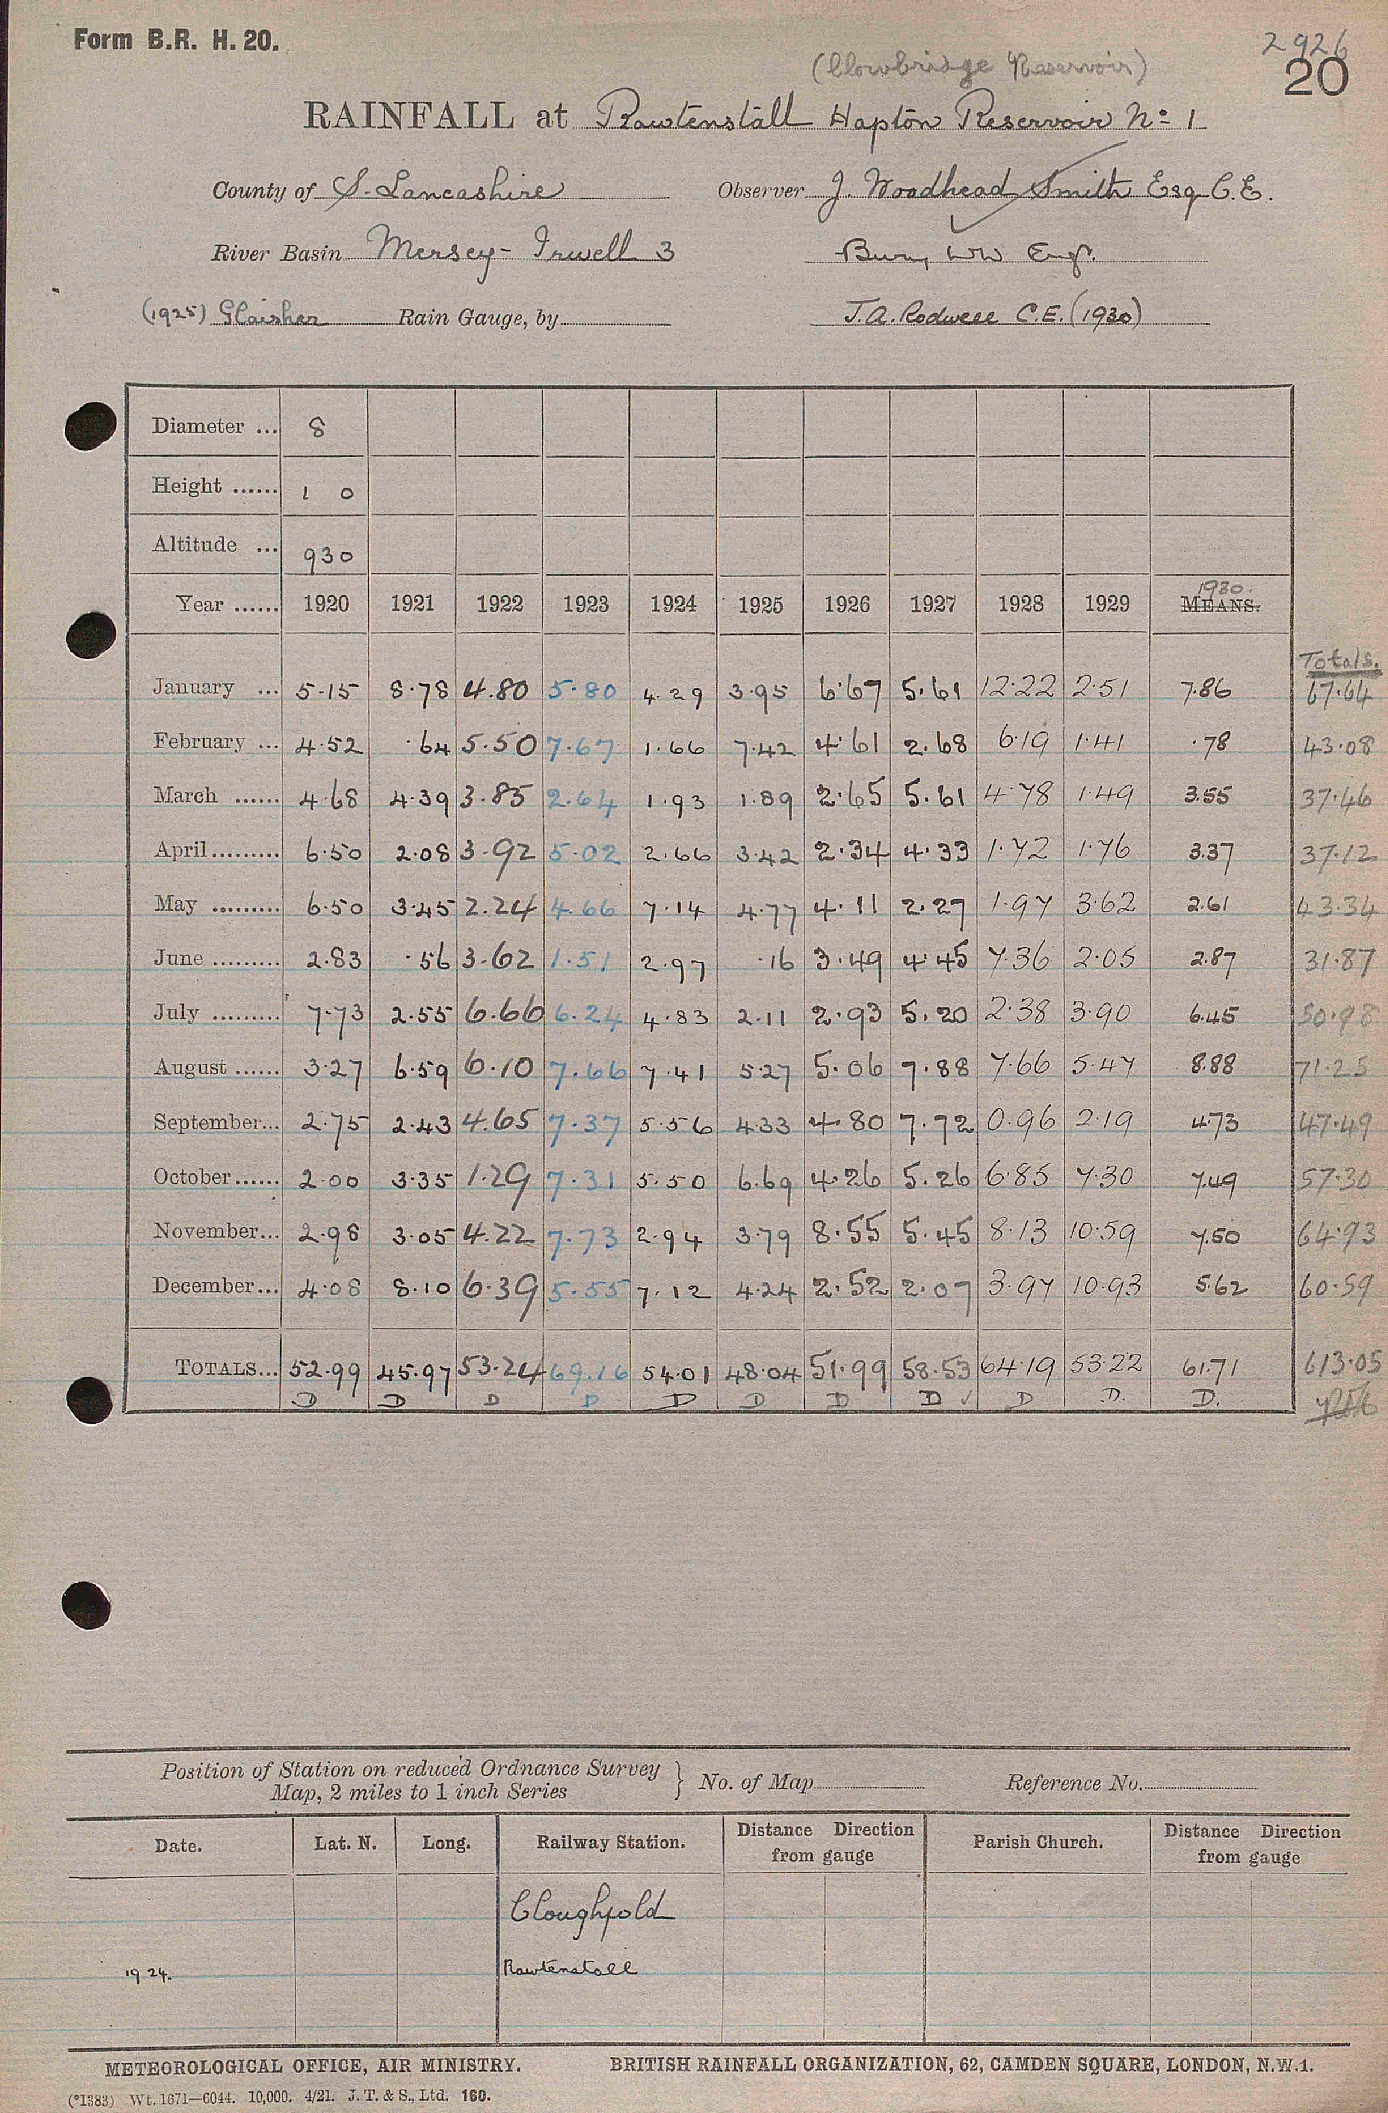 Form B.R. H. 20.
2926
(Clowbridge Reservoir)
20
RAINFALL at Rawtenstall Hapton Reservoir No 1
County of S. Lancashire Observer J. Woodhead Smith Esq C.E.
River Basin Mersey - Irwell 3 Bury WW Engr.
(1925) Glaisher Rain Gauge, by J.A. Rodwell C.E. (1930)
Diameter ... 8
Height ...... 1 0
Altitude ... 930
1930.
Year ...... 1920 1921 1922 1923 1924 1925 1926 1927 1928 1929 MEANS.
Totals.
January ... 5.15 8.78 4.80 5.80 4.29 3.95 6.67 5.61 12.22 2.51 7.86 67.64
February ... 4.52 .64 5.50 7.67 1.66 7.42 4.61 2.68 6.19 1.41 .78 43.08
March ...... 4.68 4.39 3.85 2.64 1.93 1.89 2.65 5.61 4.78 1.49 3.55 37.46
April ......... 6.50 2.08 3.92 5.02 2.66 3.42 2.34 4.33 1.72 1.76 3.37 37.12
May ......... 6.50 3.45 2.24 4.66 7.14 4.77 4.11 2.27 1.97 3.62 2.61 43.34
June ......... 2.83 .56 3.62 1.51 2.97 .16 3.49 4.45 7.36 2.05 2.87 31.87
July ......... 7.73 2.55 6.66 6.24 4.83 2.11 2.93 5.20 2.38 3.90 6.45 50.98
August ...... 3.27 6.59 6.10 7.66 7.41 5.27 5.06 7.88 7.66 5.47 8.88 71.25
September... 2.75 2.43 4.65 7.37 5.56 4.33 4.80 7.72 0.96 2.19 4.73 47.49
October...... 2.00 3.35 1.29 7.31 5.50 6.69 4.26 5.26 6.85 7.30 7.49 57.30
November... 2.98 3.05 4.22 7.73 2.94 3.79 8.55 5.45 8.13 10.59 7.50 64.93
December... 4.08 8.10 6.39 5.55 7.12 4.24 2.52 2.07 3.97 10.93 5.62 60.59
TOTALS... 52.99 45.97 53.24 69.16 54.01 48.04 51.99 58.53 64.19 53.22 61.71 613.05
D D D D D D D D ✓ D D. D.
Position of Station on reduced Ordnance Survey
Map, 2 miles to 1 inch Series } No. of Map Reference No.
Date. Lat. N. Long. Railway Station. Distance Direction from gauge Parish Church. Distance Direction from gauge
Cloughfold
1924. Rawtenstall
METEOROLOGICAL OFFICE, AIR MINISTRY. BRITISH RAINFALL ORGANIZATION, 62, CAMDEN SQUARE, LONDON, N.W.1.
(*1383) Wt. 1671—6044. 10,000. 4/21. J. T. & S., Ltd. 160.